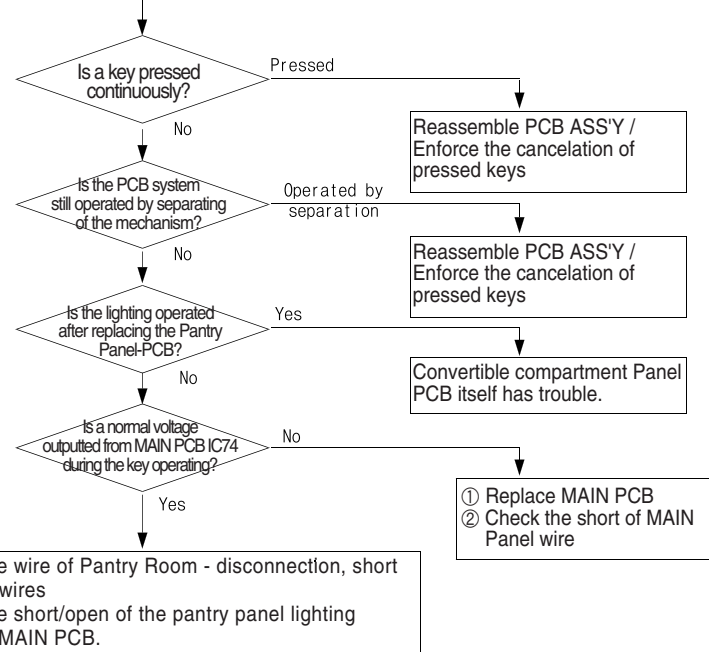 Is a key pressed
continuously?
Pressed
No
Reassemble PCB ASS'Y /
Enforce the cancelation of
pressed keys
Is the PCB system
still operated by separating
of the mechanism?
Operated by
separation
No
Reassemble PCB ASS'Y /
Enforce the cancelation of
pressed keys
Is the lighting operated
after replacing the Pantry
Panel-PCB?
Yes
No
Convertible compartment Panel
PCB itself has trouble.
Is a normal voltage
outputted from MAIN PCB IC74
during the key operating?
No
Yes
① Replace MAIN PCB
② Check the short of MAIN
Panel wire
wire of Pantry Room - disconnection, short
wires
short/open of the pantry panel lighting
MAIN PCB.